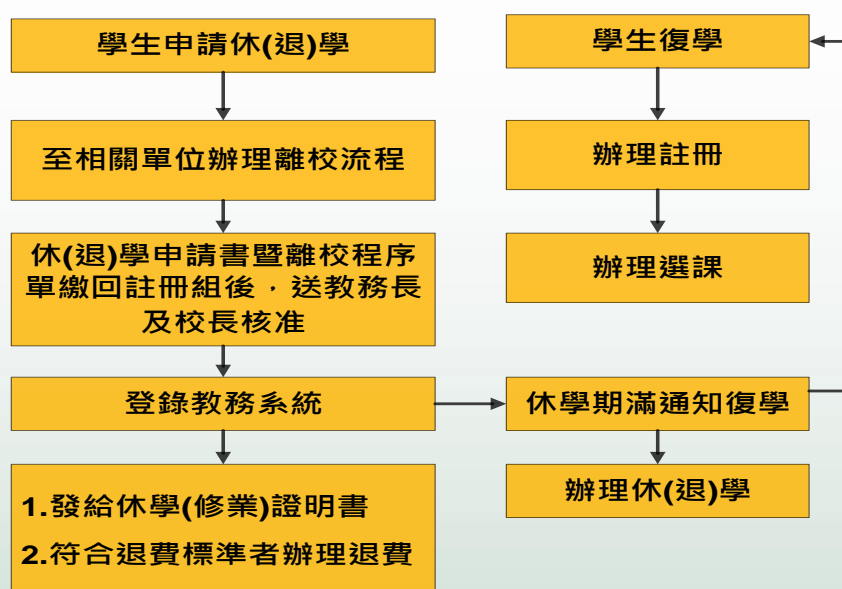 學生申請休(退)學
至相關單位辦理離校流程
休(退)學申請書暨離校程序
單繳回註冊組後，送教務長
及校長核准
登錄教務系統
1.發給休學(修業)證明書
2.符合退費標準者辦理退費
學生復學
辦理註冊
辦理選課
休學期滿通知復學
辦理休(退)學